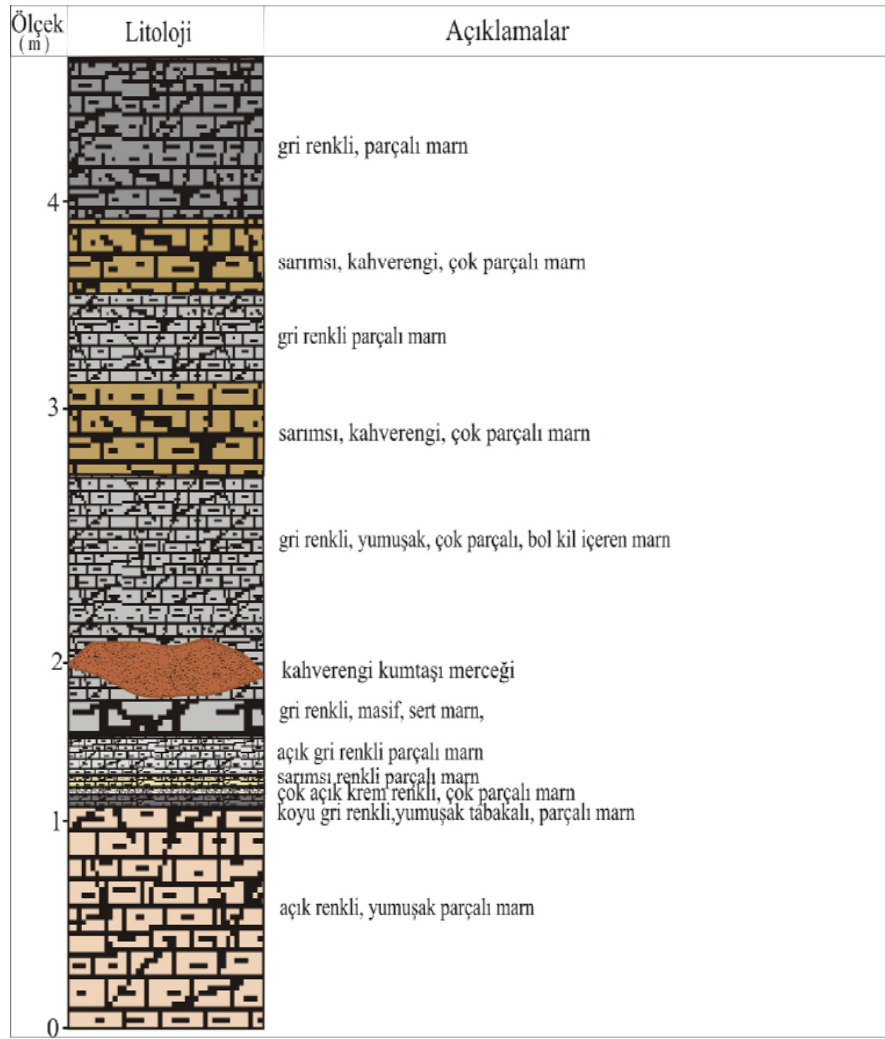 Ölçek
(m)
Litoloji
Açıklamalar
gri renkli, parçalı marn
4
sarımsı, kahverengi, çok parçalı marn
gri renkli parçalı marn
3
sarımsı, kahverengi, çok parçalı marn
gri renkli, yumuşak, çok parçalı, bol kil içeren marn
2
kahverengi kumtaşı merceği
gri renkli, masif, sert marn,
açık gri renkli parçalı marn
sarımsı renkli parçalı marn
çok açık krem renkli, çok parçalı marn
koyu gri renkli,yumuşak tabakalı, parçalı marn
1
açık renkli, yumuşak parçalı marn
0